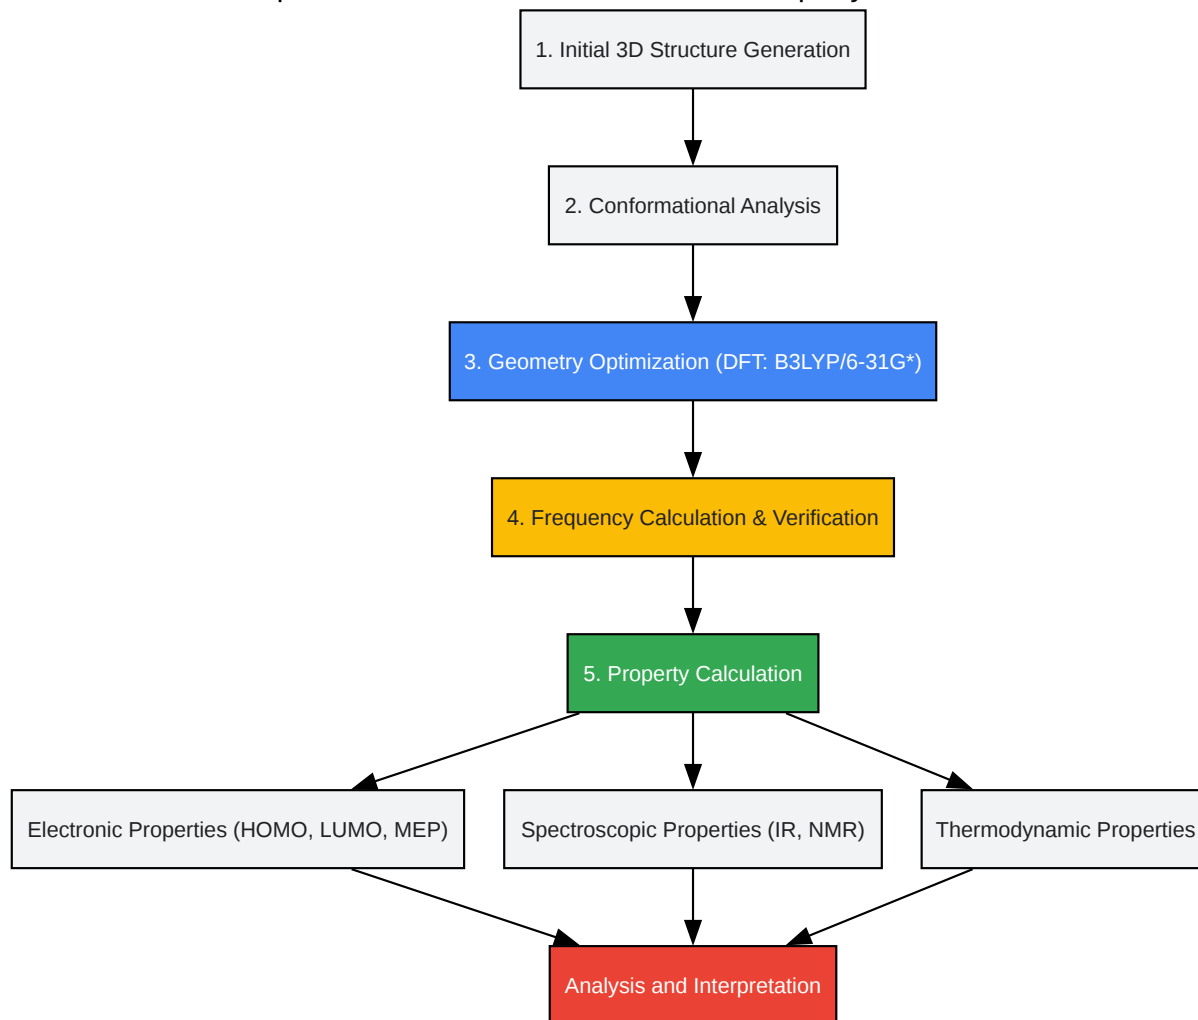 1. Initial 3D Structure Generation
2. Conformational Analysis
3. Geometry Optimization (DFT: B3LYP/6-31G*)
4. Frequency Calculation & Verification
5. Property Calculation
Electronic Properties (HOMO, LUMO, MEP)
Spectroscopic Properties (IR, NMR)
Thermodynamic Properties
Analysis and Interpretation